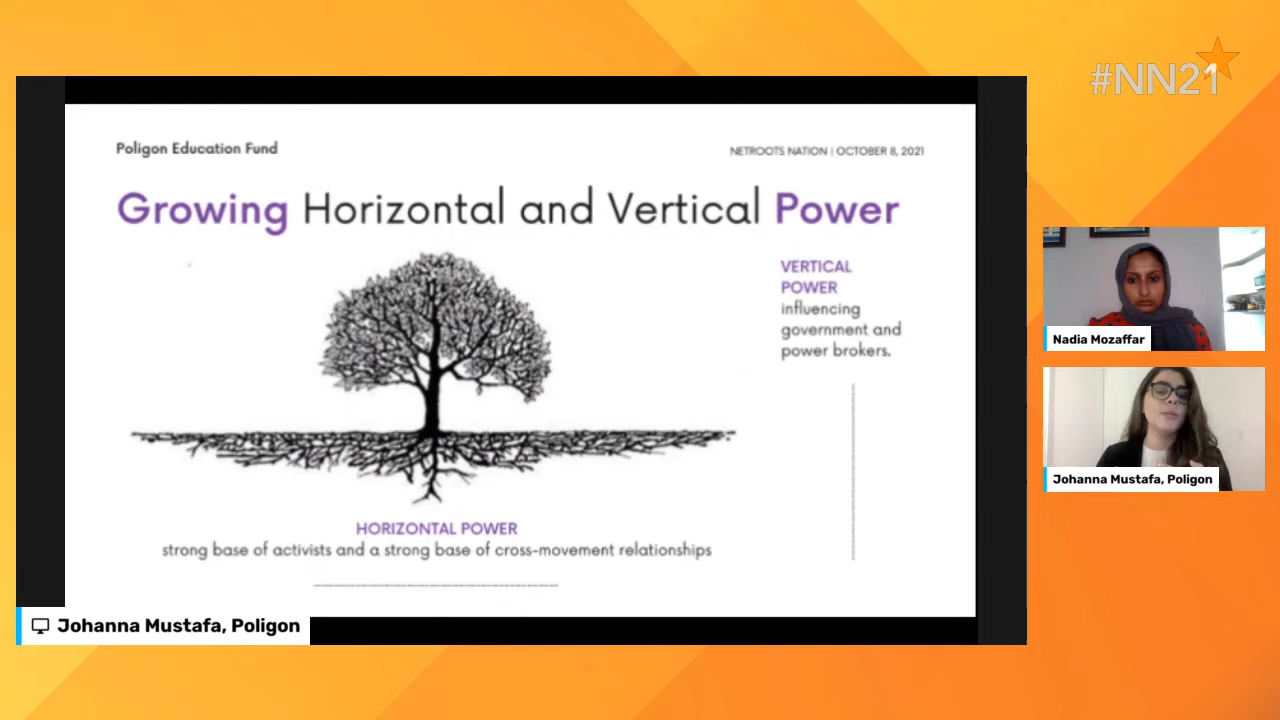 #NN21
Poligon Education Fund
NETROOTS NATION | OCTOBER 8, 2021
Growing Horizontal and Vertical Power
VERTICAL
POWER
influencing
government and
power brokers.
HORIZONTAL POWER
strong base of activists and a strong base of cross-movement relationships
Johanna Mustafa, Poligon
Nadia Mozaffar
Johanna Mustafa, Poligon